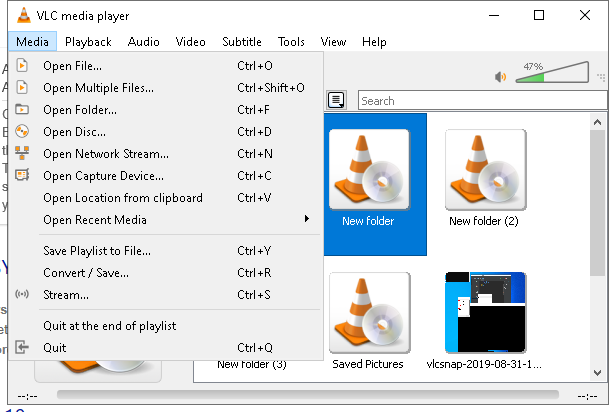 VLC media player
Media Playback Audio Video Subtitle Tools View Help
Open File... Ctrl+O
Open Multiple Files... Ctrl+Shift+O
Open Folder... Ctrl+F
Open Disc... Ctrl+D
Open Network Stream... Ctrl+N
Open Capture Device... Ctrl+C
Open Location from clipboard Ctrl+V
Open Recent Media
Save Playlist to File... Ctrl+Y
Convert / Save... Ctrl+R
Stream... Ctrl+S
Quit at the end of playlist
Quit Ctrl+Q
47%
Search
New folder
New folder (2)
New folder (3)
Saved Pictures
vlcsnap-2019-08-31-1...
--:-- --:--